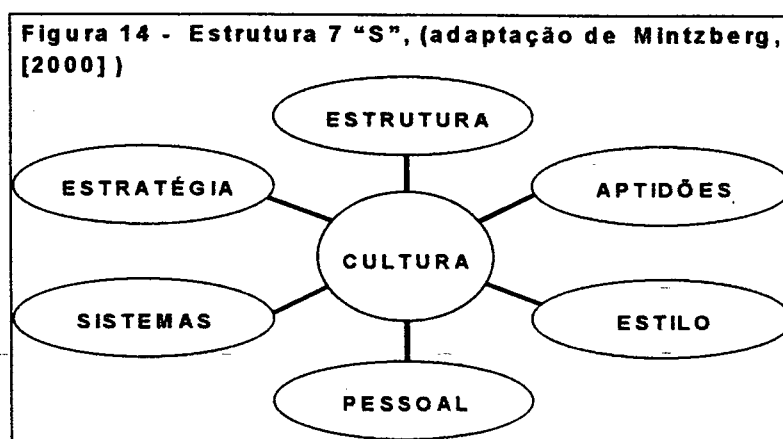 Figura 14 - Estrutura 7 “S”, (adaptação de Mintzberg,
[2000] )
ESTRUTURA
ESTRATÉGIA
APTIDÕES
CULTURA
SISTEMAS
ESTILO
PESSOAL